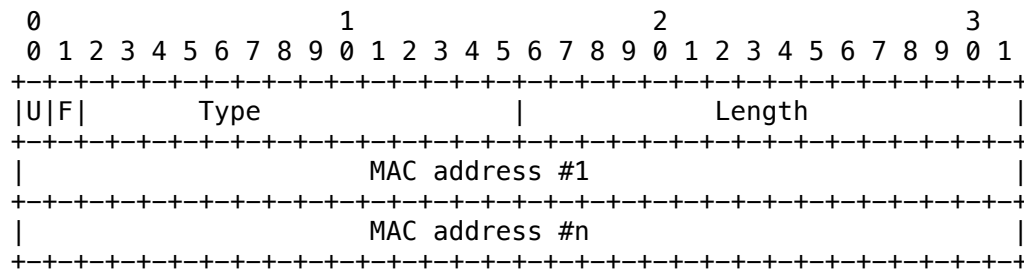 0                   1                   2                   3
 0 1 2 3 4 5 6 7 8 9 0 1 2 3 4 5 6 7 8 9 0 1 2 3 4 5 6 7 8 9 0 1
+-+-+-+-+-+-+-+-+-+-+-+-+-+-+-+-+-+-+-+-+-+-+-+-+-+-+-+-+-+-+-+-+
|U|F|       Type                |            Length             |
+-+-+-+-+-+-+-+-+-+-+-+-+-+-+-+-+-+-+-+-+-+-+-+-+-+-+-+-+-+-+-+-+
|                      MAC address #1                           |
+-+-+-+-+-+-+-+-+-+-+-+-+-+-+-+-+-+-+-+-+-+-+-+-+-+-+-+-+-+-+-+-+
|                      MAC address #n                           |
+-+-+-+-+-+-+-+-+-+-+-+-+-+-+-+-+-+-+-+-+-+-+-+-+-+-+-+-+-+-+-+-+